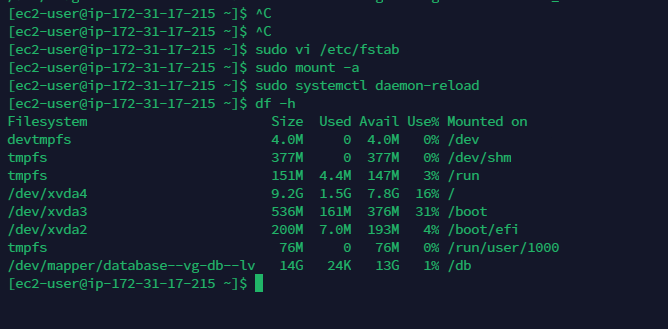 [ec2-user@ip-172-31-17-215 ~]$ ^C
[ec2-user@ip-172-31-17-215 ~]$ ^C
[ec2-user@ip-172-31-17-215 ~]$ sudo vi /etc/fstab
[ec2-user@ip-172-31-17-215 ~]$ sudo mount -a
[ec2-user@ip-172-31-17-215 ~]$ sudo systemctl daemon-reload
[ec2-user@ip-172-31-17-215 ~]$ df -h
Filesystem                        Size  Used Avail Use% Mounted on
devtmpfs                          4.0M     0  4.0M   0% /dev
tmpfs                             377M     0  377M   0% /dev/shm
tmpfs                             151M  4.4M  147M   3% /run
/dev/xvda4                        9.2G  1.5G  7.8G  16% /
/dev/xvda3                        536M  161M  376M  31% /boot
/dev/xvda2                        200M  7.0M  193M   4% /boot/efi
tmpfs                              76M     0   76M   0% /run/user/1000
/dev/mapper/database--vg-db--lv   14G   24K   13G   1% /db
[ec2-user@ip-172-31-17-215 ~]$